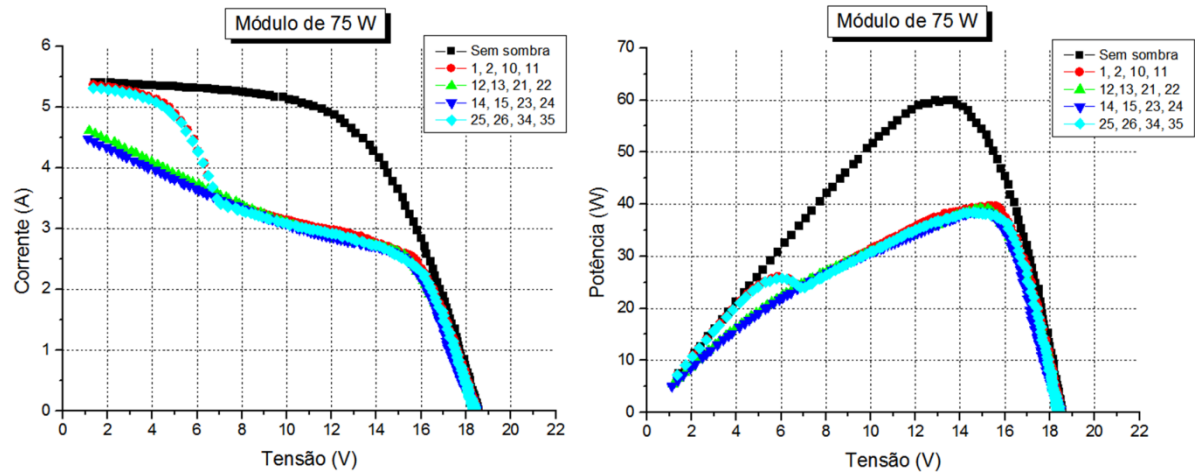 Módulo de 75 W
Sem sombra
1, 2, 10, 11
12,13, 21, 22
14, 15, 23, 24
25, 26, 34, 35
Corrente (A)
6
5
4
3
2
1
0
0 2 4 6 8 10 12 14 16 18 20 22
Tensão (V)
Módulo de 75 W
Sem sombra
1, 2, 10, 11
12,13, 21, 22
14, 15, 23, 24
25, 26, 34, 35
Potência (W)
70
60
50
40
30
20
10
0
0 2 4 6 8 10 12 14 16 18 20 22
Tensão (V)